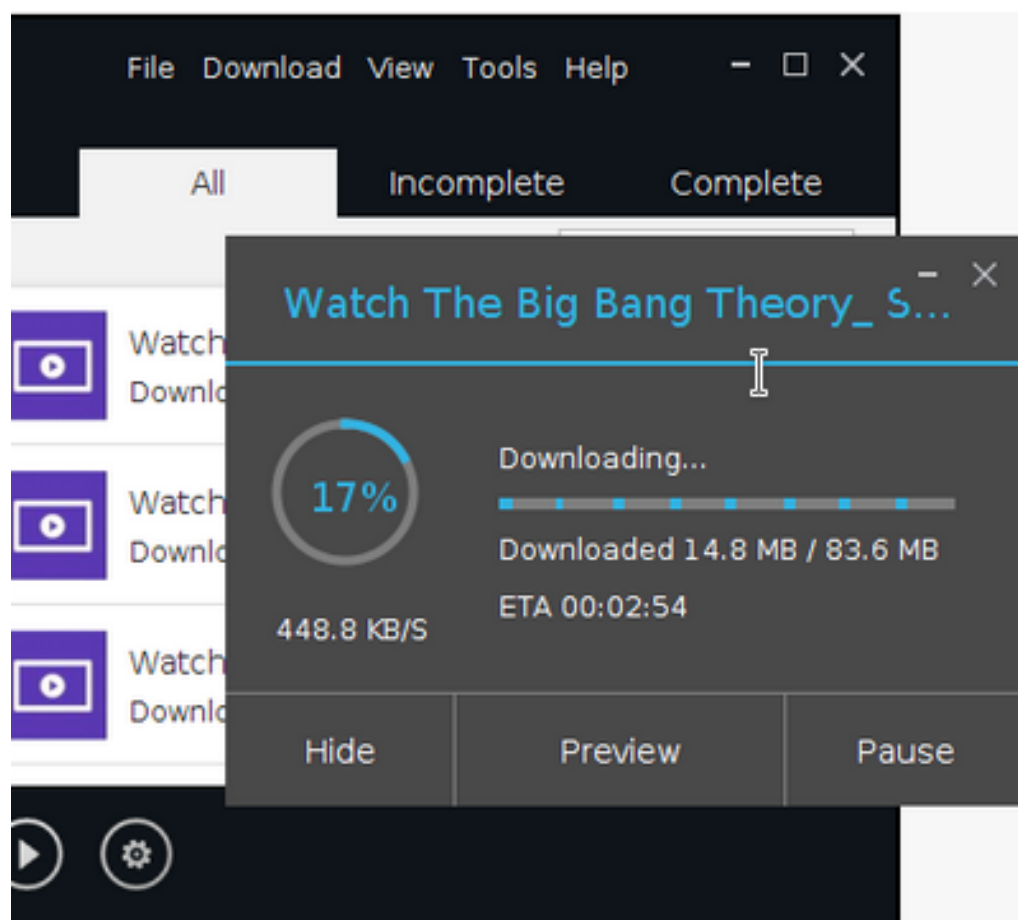 File Download View Tools Help
All Incomplete Complete
Watch The Big Bang Theory_ S...
Watch
Downlo
17%
Downloading...
Downloaded 14.8 MB / 83.6 MB
ETA 00:02:54
448.8 KB/S
Watch
Downlo
Watch
Downlo
Hide Preview Pause